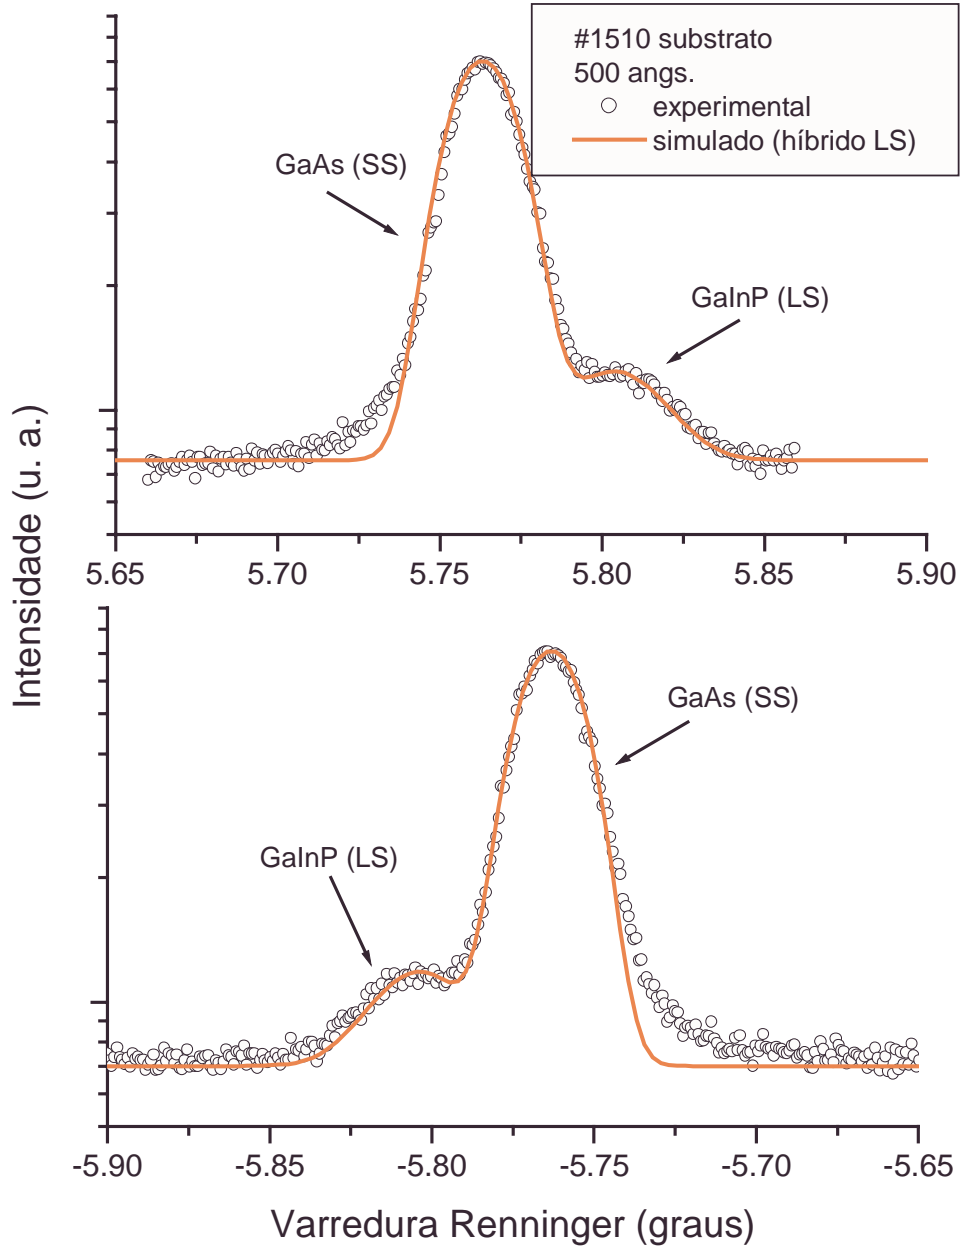 #1510 substrato
500 angs.
experimental
simulado (híbrido LS)
GaAs (SS)
GaInP (LS)
5.65 5.70 5.75 5.80 5.85 5.90
Intensidade (u. a.)
GaAs (SS)
GaInP (LS)
-5.90 -5.85 -5.80 -5.75 -5.70 -5.65
Varredura Renninger (graus)